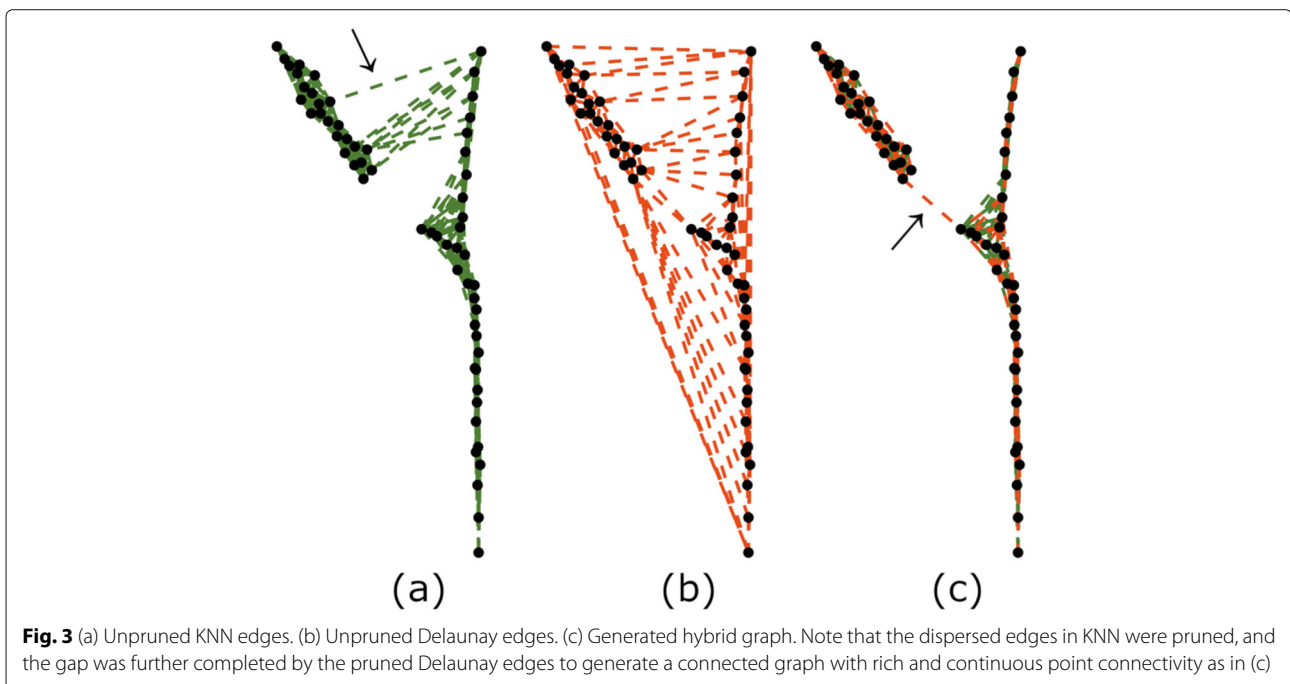 (a) (b) (c)
Fig. 3 (a) Unpruned KNN edges. (b) Unpruned Delaunay edges. (c) Generated hybrid graph. Note that the dispersed edges in KNN were pruned, and
the gap was further completed by the pruned Delaunay edges to generate a connected graph with rich and continuous point connectivity as in (c)